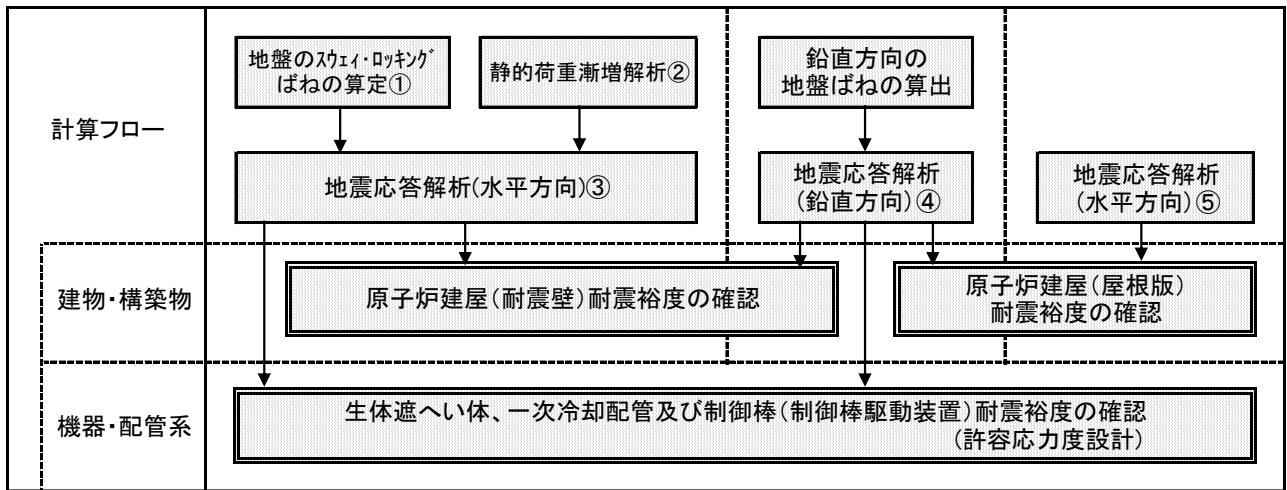 計算フロー
地盤のｽｳｪｨ･ﾛｯｷﾝｸﾞ
ばねの算定①
静的荷重漸増解析②
鉛直方向の
地盤ばねの算出
地震応答解析(水平方向)③
地震応答解析
(鉛直方向)④
地震応答解析
(水平方向)⑤
建物・構築物
原子炉建屋(耐震壁)耐震裕度の確認
原子炉建屋(屋根版)
耐震裕度の確認
機器・配管系
生体遮へい体、一次冷却配管及び制御棒(制御棒駆動装置)耐震裕度の確認
(許容応力度設計)